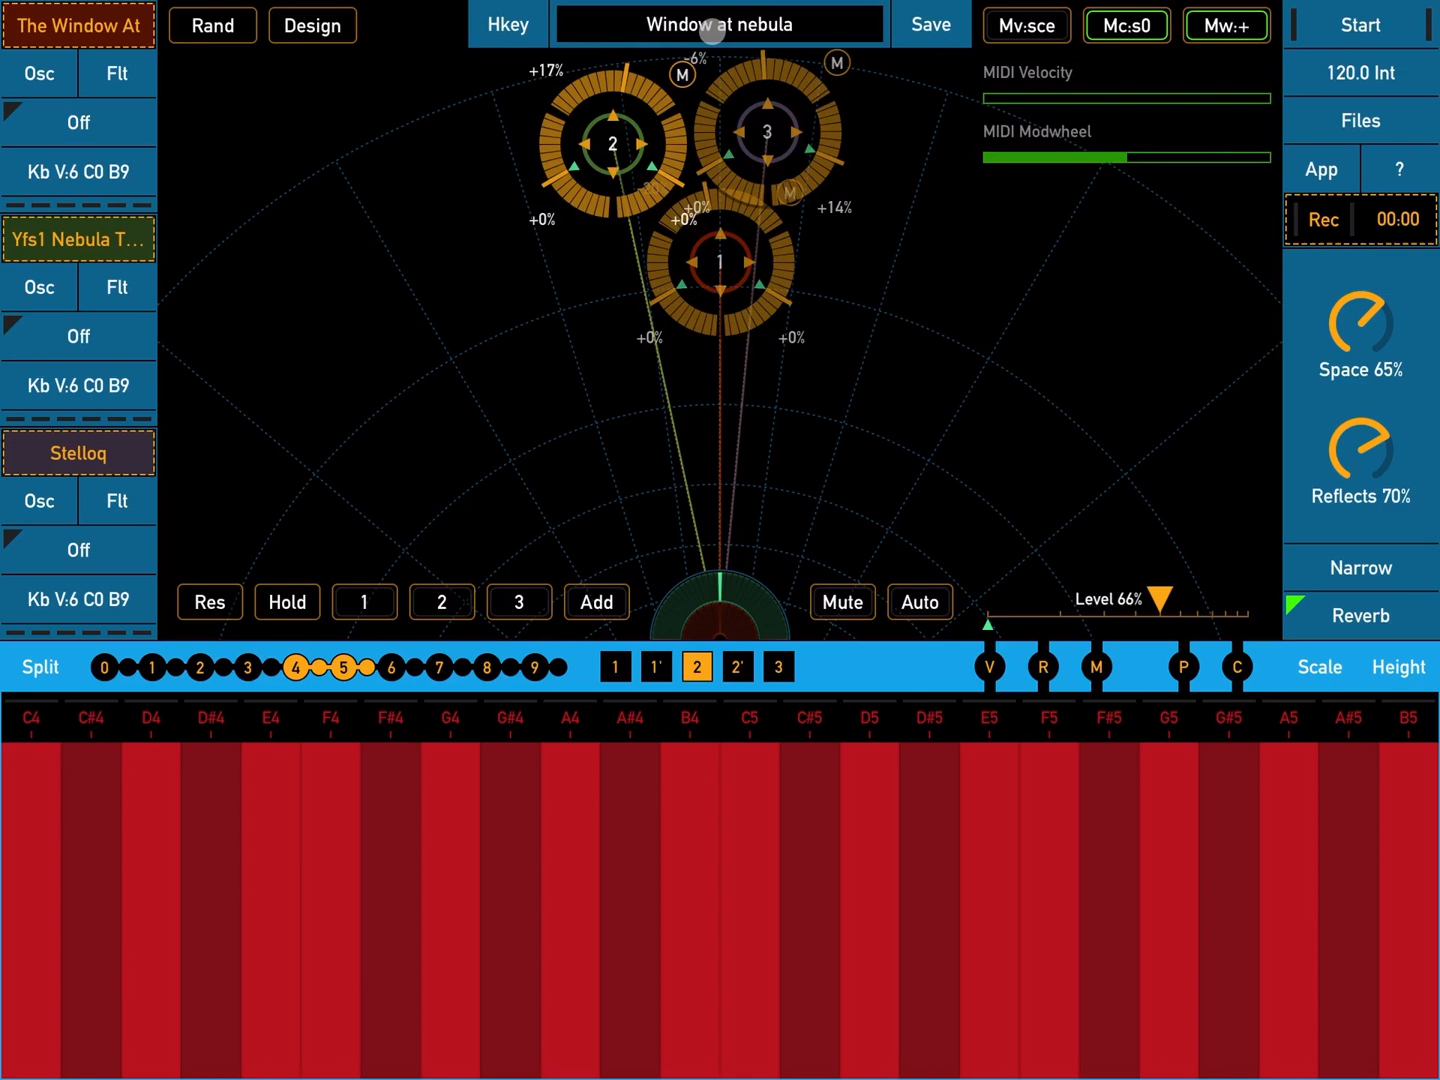 The Window At
Rand
Design
Hkey
Window at nebula
Save
Mv:sce
Mc:s0
Mw:+
Start
Osc
Flt
120.0 Int
Off
Files
Kb V:6 C0 B9
App
?
Yfs1 Nebula T...
Rec
00:00
Osc
Flt
Off
Kb V:6 C0 B9
Stelloq
Osc
Flt
Off
Kb V:6 C0 B9
+17%
M
-6%
M
2
3
+0%
+0%
+0%
M
+14%
1
+0%
+0%
MIDI Velocity
MIDI Modwheel
Space 65%
Reflects 70%
Narrow
Reverb
Res
Hold
1
2
3
Add
Mute
Auto
Level 66%
Split
0
1
2
3
4
5
6
7
8
9
1
1'
2
2'
3
V
R
M
P
C
Scale
Height
C4
C#4
D4
D#4
E4
F4
F#4
G4
G#4
A4
A#4
B4
C5
C#5
D5
D#5
E5
F5
F#5
G5
G#5
A5
A#5
B5